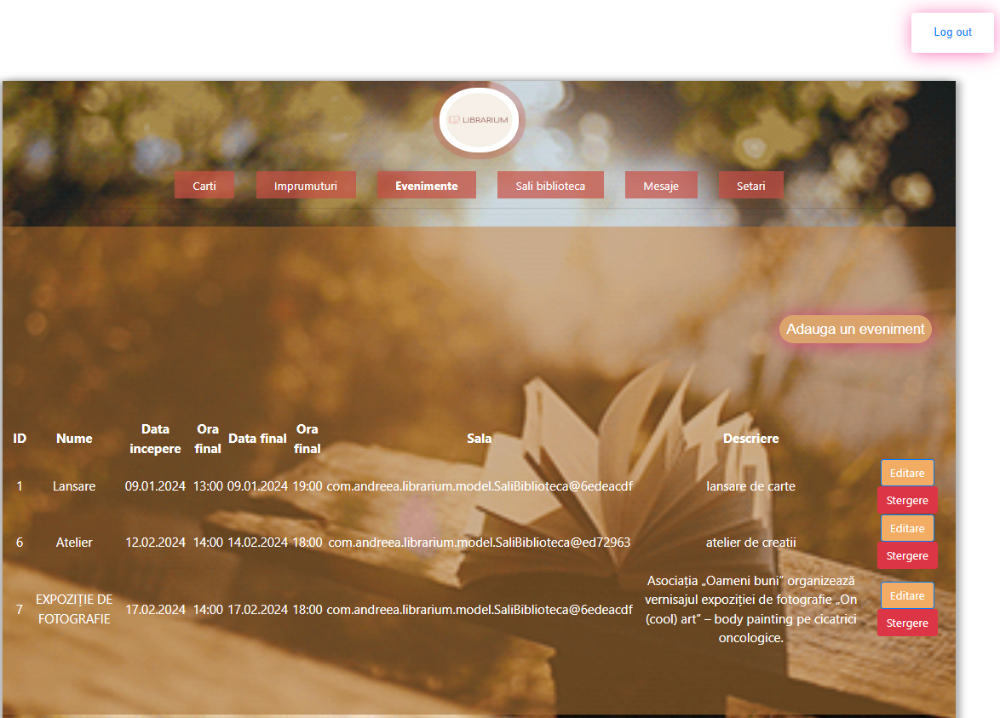 Log out
LIBRARIUM
Carti
Imprumuturi
Evenimente
Sali biblioteca
Mesaje
Setari
Adauga un eveniment
ID
Nume
Data
incepere
Ora
final
Data final
Ora
final
Sala
Descriere
1
Lansare
09.01.2024
13:00
09.01.2024
19:00
com.andreea.librarium.model.SaliBiblioteca@6edeacdf
lansare de carte
Editare
Stergere
6
Atelier
12.02.2024
14:00
14.02.2024
18:00
com.andreea.librarium.model.SaliBiblioteca@ed72963
atelier de creatii
Editare
Stergere
7
EXPOZIȚIE DE
FOTOGRAFIE
17.02.2024
14:00
17.02.2024
18:00
com.andreea.librarium.model.SaliBiblioteca@6edeacdf
Asociația „Oameni buni” organizează
vernisajul expoziției de fotografie „On
(cool) art” – body painting pe cicatrici
oncologice.
Editare
Stergere